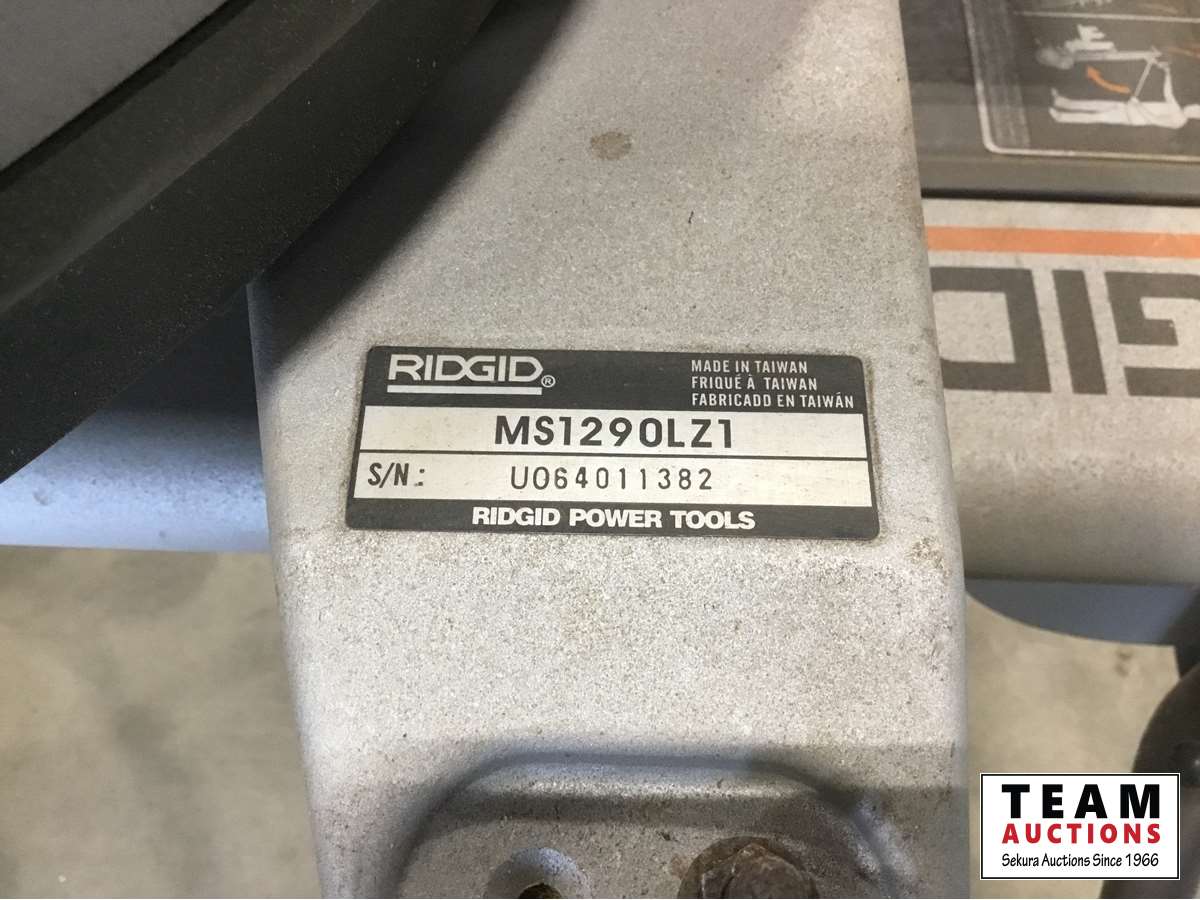 RIDGID®
MADE IN TAIWAN
FRIQUÉ À TAIWAN
FABRICADD EN TAIWÁN
MS1290LZ1
S/N.: U064011382
RIDGID POWER TOOLS
GID
TEAM
AUCTIONS
Sekura Auctions Since 1966